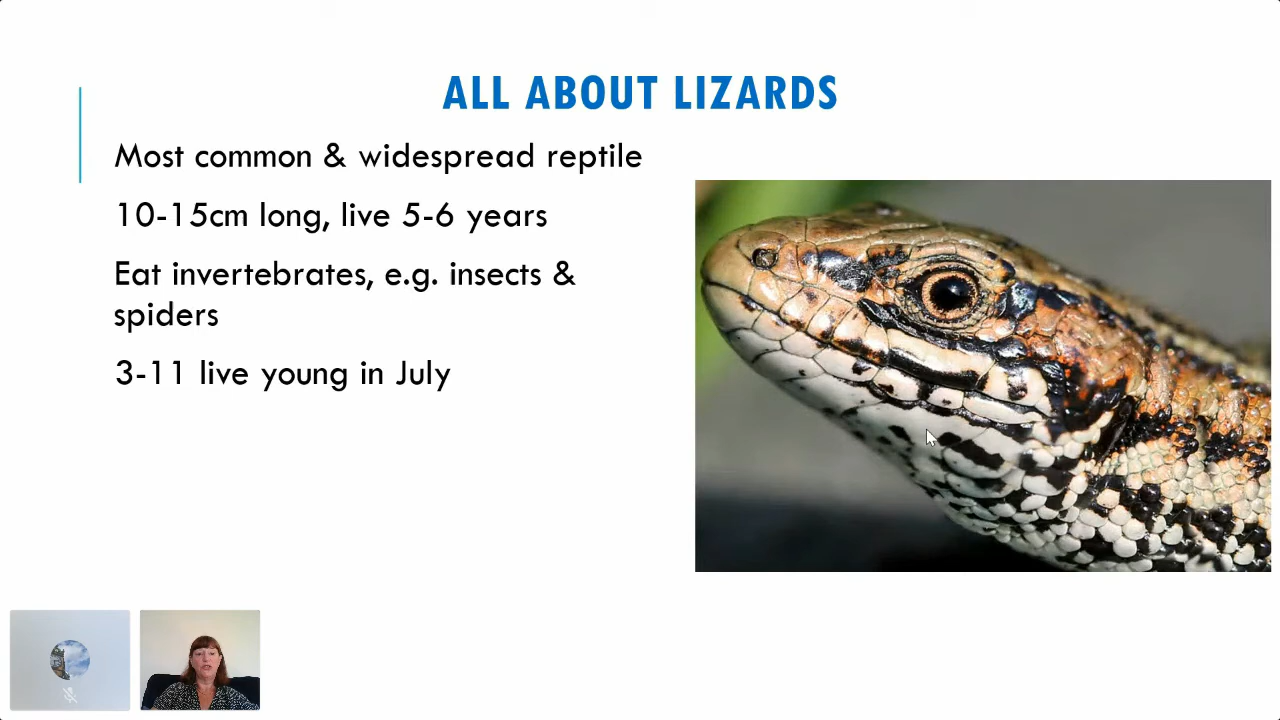 ALL ABOUT LIZARDS
Most common & widespread reptile
10-15cm long, live 5-6 years
Eat invertebrates, e.g. insects &
spiders
3-11 live young in July